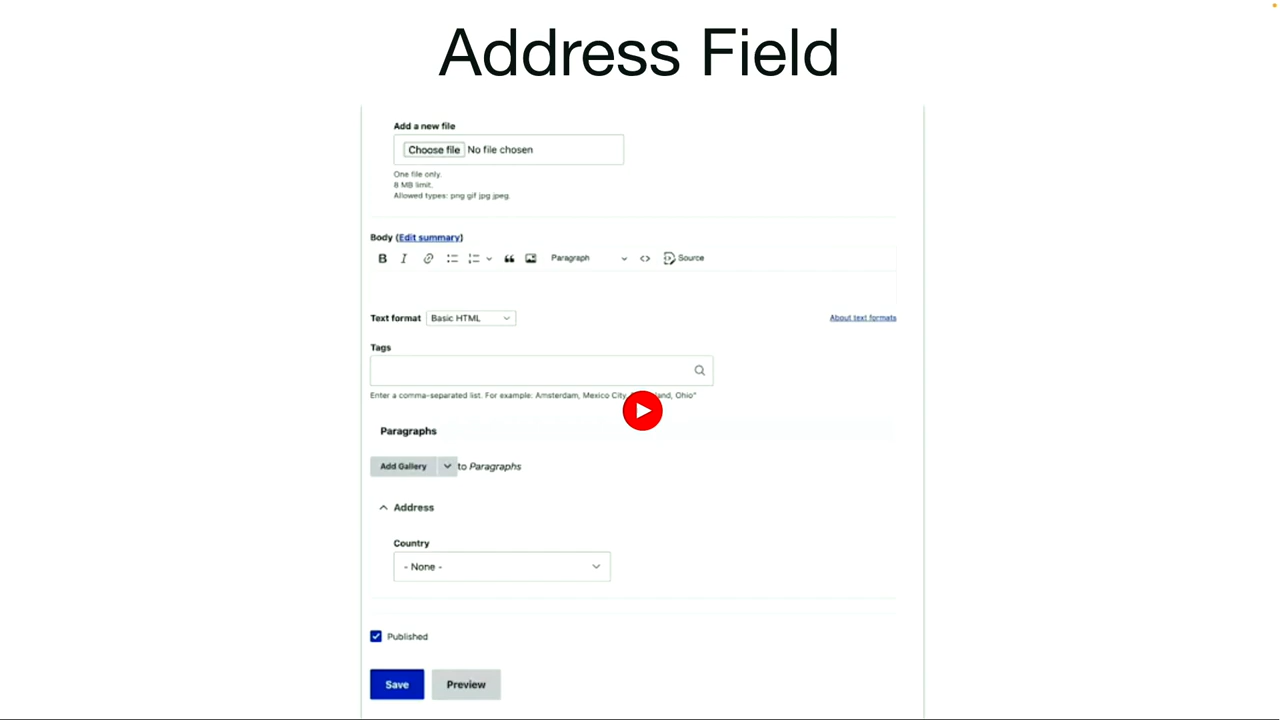 Address Field
Add a new file
Choose file No file chosen
One file only.
8 MB limit.
Allowed types: png gif jpg jpeg.
Body (Edit summary)
B I Paragraph <> Source
Text format Basic HTML
About text formats
Tags
Enter a comma-separated list. For example: Amsterdam, Mexico City, Ohio"
Paragraphs
Add Gallery to Paragraphs
Address
Country
- None -
Published
Save Preview